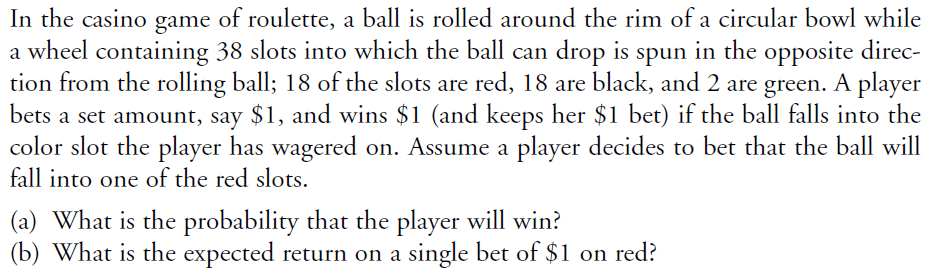 In the casino game of roulette, a ball is rolled around the rim of a circular bowl while
a wheel containing 38 slots into which the ball can drop is spun in the opposite direc-
tion from the rolling ball; 18 of the slots are red, 18 are black, and 2 are green. A player
bets a set amount, say $1, and wins $1 (and keeps her $1 bet) if the ball falls into the
color slot the player has wagered on. Assume a player decides to bet that the ball will
fall into one of the red slots.
(a) What is the probability that the player will win?
(b) What is the expected return on a single bet of $1 on red?